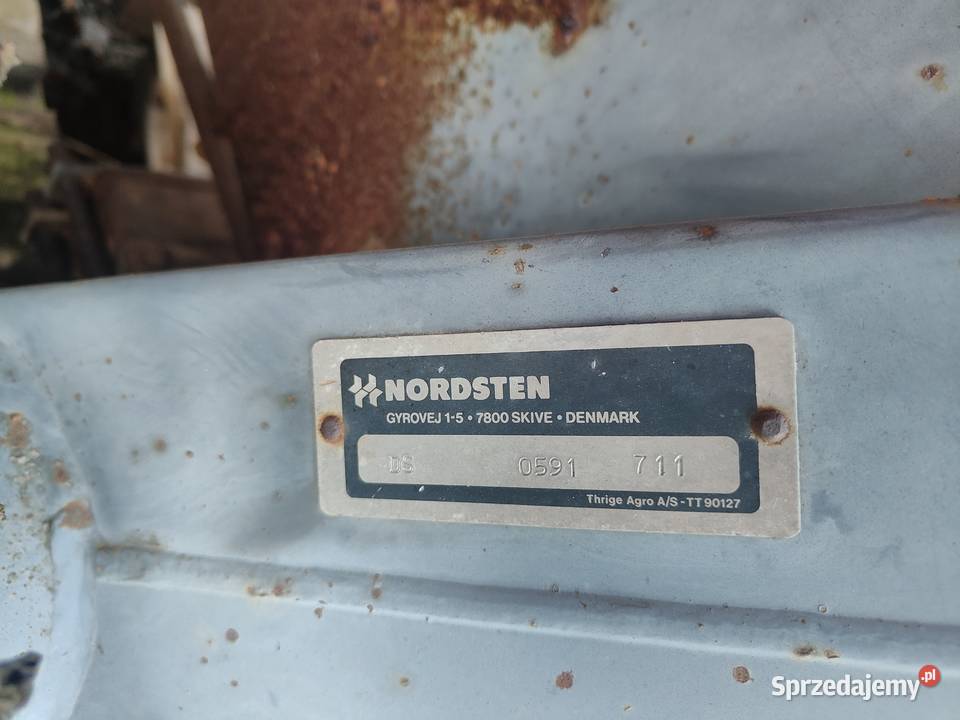 NORDSTEN
GYROVEJ 1-5 • 7800 SKIVE • DENMARK
DS 0591 711
Thrige Agro A/S - TT 90127
Sprzedajemy.pl